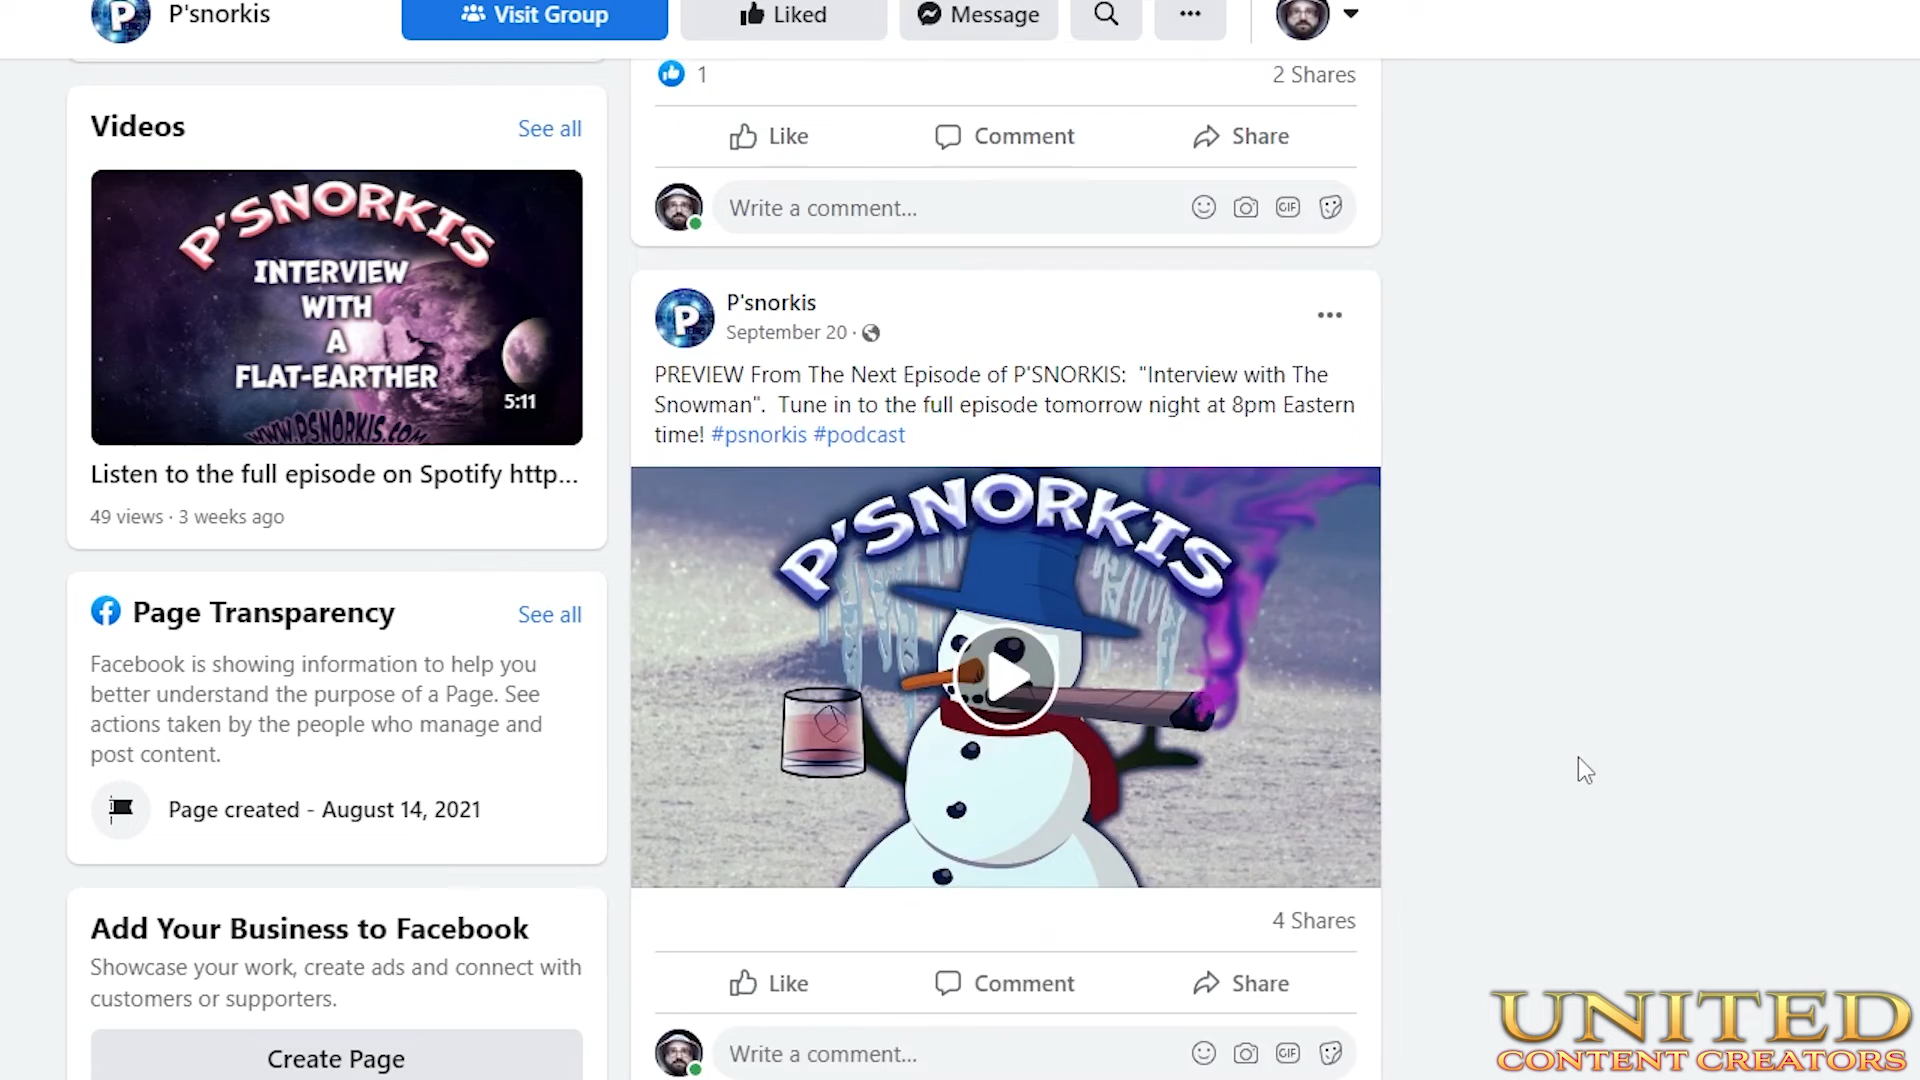 P'snorkis
Visit Group
Liked
Message
Videos
See all
P'SNORKIS
INTERVIEW
WITH
A
FLAT-EARTHER
5:11
WWW.PSNORKIS.COM
Listen to the full episode on Spotify http...
49 views · 3 weeks ago
Page Transparency
See all
Facebook is showing information to help you
better understand the purpose of a Page. See
actions taken by the people who manage and
post content.
Page created - August 14, 2021
Add Your Business to Facebook
Showcase your work, create ads and connect with
customers or supporters.
Create Page
1
2 Shares
Like
Comment
Share
Write a comment...
GIF
P
P'snorkis
September 20 ·
PREVIEW From The Next Episode of P'SNORKIS: "Interview with The
Snowman". Tune in to the full episode tomorrow night at 8pm Eastern
time! #psnorkis #podcast
P'SNORKIS
4 Shares
Like
Comment
Share
Write a comment...
GIF
UNITED
CONTENT CREATORS